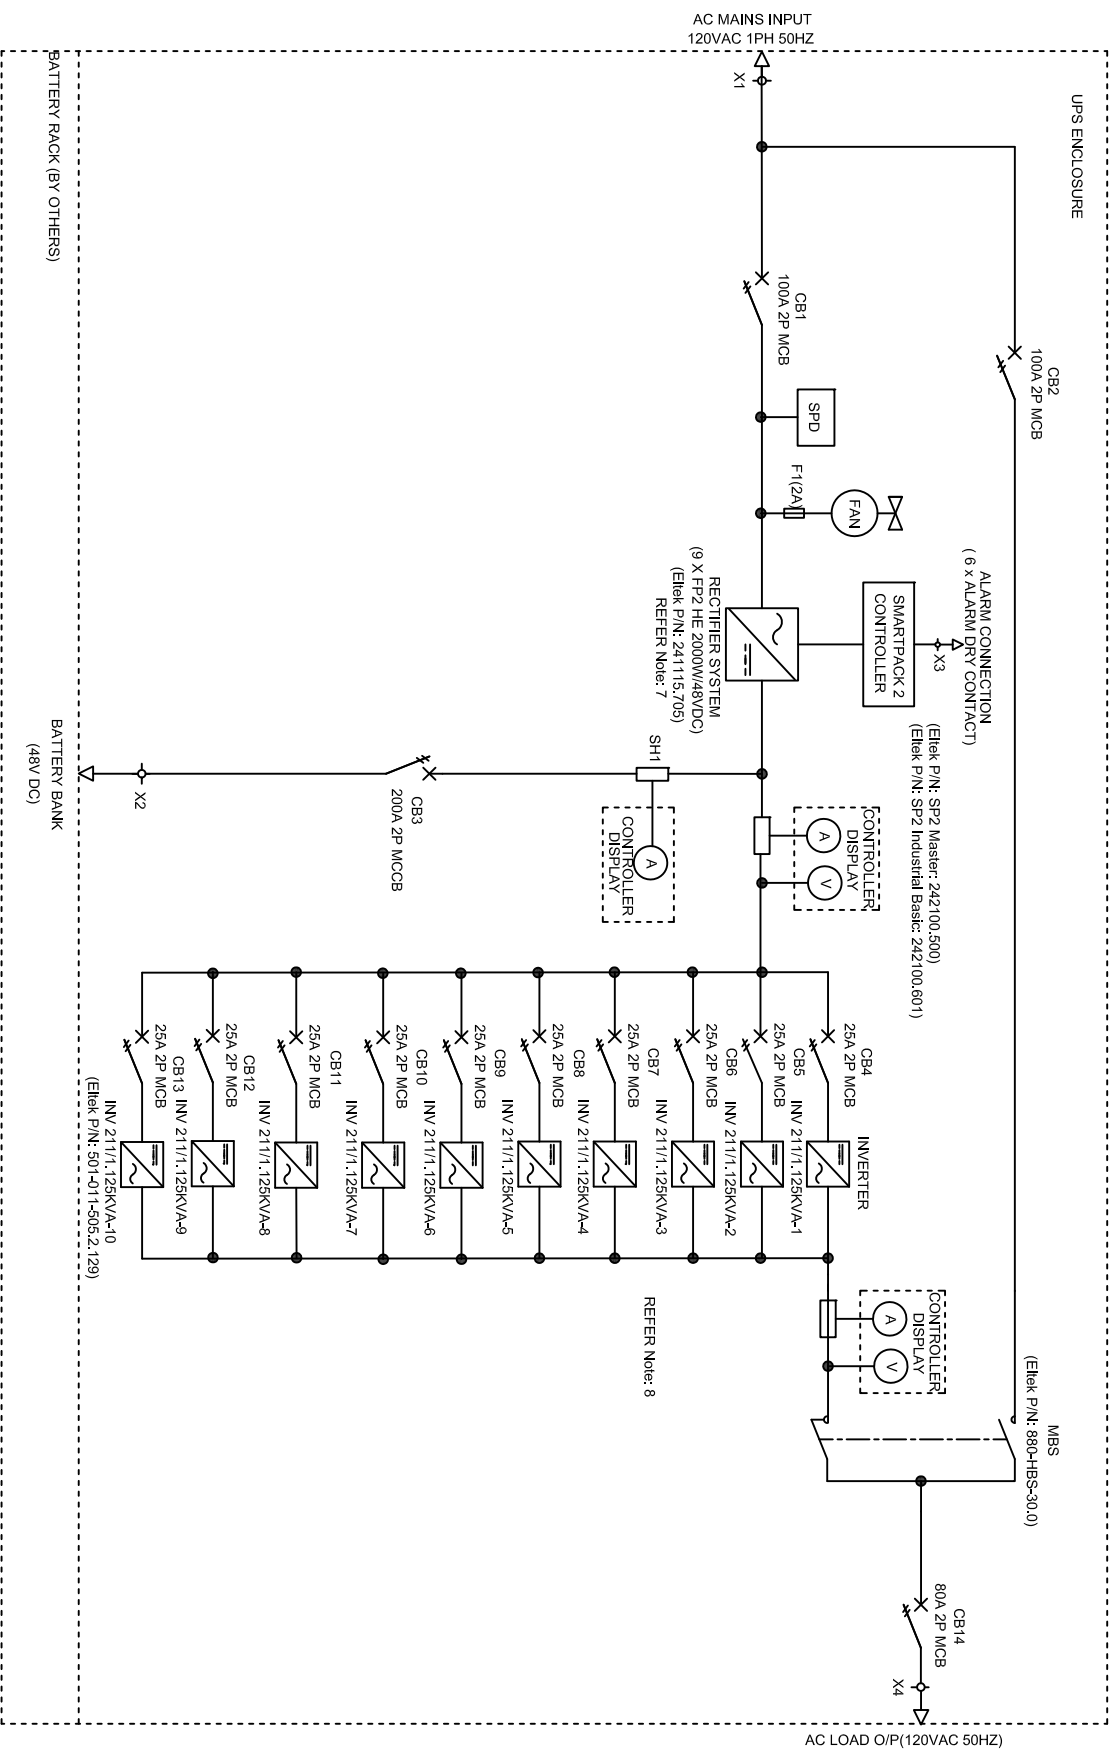 AC MAINS INPUT
120VAC 1PH 50HZ
X1
UPS ENCLOSURE
BATTERY RACK (BY OTHERS)
CB1
100A 2P MCB
CB2
100A 2P MCB
SPD
F1(2A)
FAN
ALARM CONNECTION
( 6 x ALARM DRY CONTACT)
X3
SMARTPACK 2
CONTROLLER
(Eltek P/N: SP2 Master: 242100.500)
(Eltek P/N: SP2 Industrial Basic: 242100.601)
RECTIFIER SYSTEM
(9 X FP2 HE 2000W/48VDC)
(Eltek P/N: 241115.705)
REFER Note: 7
SH1
CONTROLLER
DISPLAY
A
CONTROLLER
DISPLAY
A
V
CB3
200A 2P MCCB
X2
BATTERY BANK
(48V DC)
CB4
25A 2P MCB
INVERTER
INV 211/1.125KVA-1
CB5
25A 2P MCB
INV 211/1.125KVA-2
CB6
25A 2P MCB
INV 211/1.125KVA-3
CB7
25A 2P MCB
INV 211/1.125KVA-4
CB8
25A 2P MCB
INV 211/1.125KVA-5
CB9
25A 2P MCB
INV 211/1.125KVA-6
CB10
25A 2P MCB
INV 211/1.125KVA-7
CB11
25A 2P MCB
INV 211/1.125KVA-8
CB12
25A 2P MCB
INV 211/1.125KVA-9
CB13
25A 2P MCB
INV 211/1.125KVA-10
(Eltek P/N: 501-011-505.2.129)
REFER Note: 8
CONTROLLER
DISPLAY
A
V
MBS
(Eltek P/N: 880-HBS-30.0)
CB14
80A 2P MCB
X4
AC LOAD O/P(120VAC 50HZ)